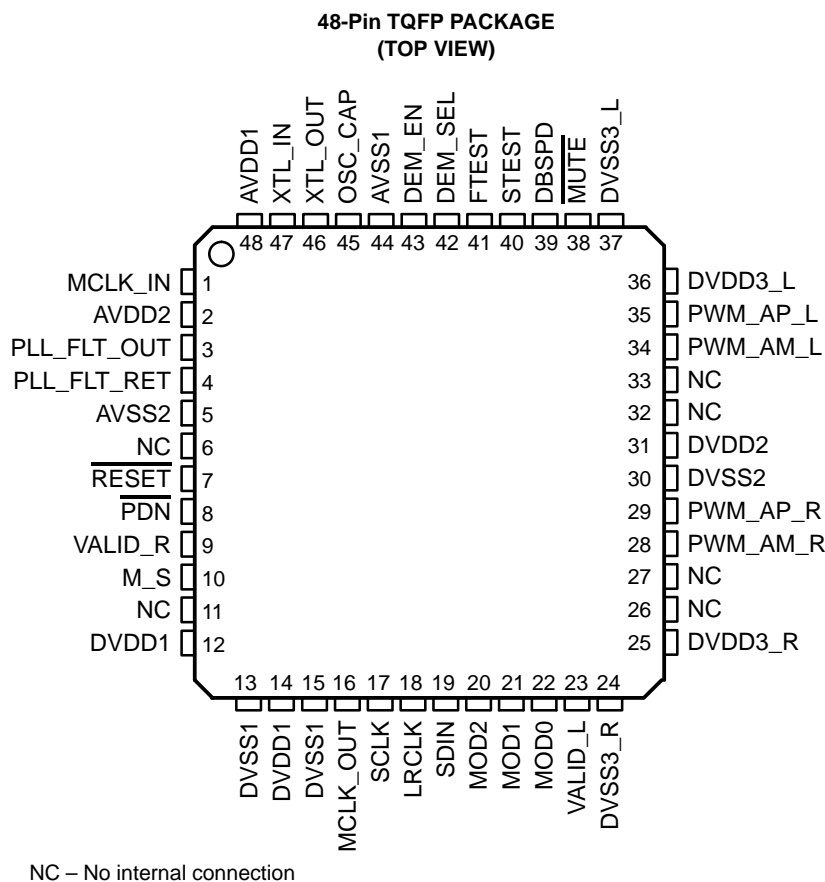 48-Pin TQFP PACKAGE
(TOP VIEW)
AVDD1
XTL_IN
XTL_OUT
OSC_CAP
AVSS1
DEM_EN
DEM_SEL
FTEST
STEST
DBSPD
MUTE
DVSS3_L
48 47 46 45 44 43 42 41 40 39 38 37
MCLK_IN 1
AVDD2 2
PLL_FLT_OUT 3
PLL_FLT_RET 4
AVSS2 5
NC 6
RESET 7
PDN 8
VALID_R 9
M_S 10
NC 11
DVDD1 12
36 DVDD3_L
35 PWM_AP_L
34 PWM_AM_L
33 NC
32 NC
31 DVDD2
30 DVSS2
29 PWM_AP_R
28 PWM_AM_R
27 NC
26 NC
25 DVDD3_R
13 14 15 16 17 18 19 20 21 22 23 24
DVSS1
DVDD1
DVSS1
MCLK_OUT
SCLK
LRCLK
SDIN
MOD2
MOD1
MOD0
VALID_L
DVSS3_R
NC – No internal connection